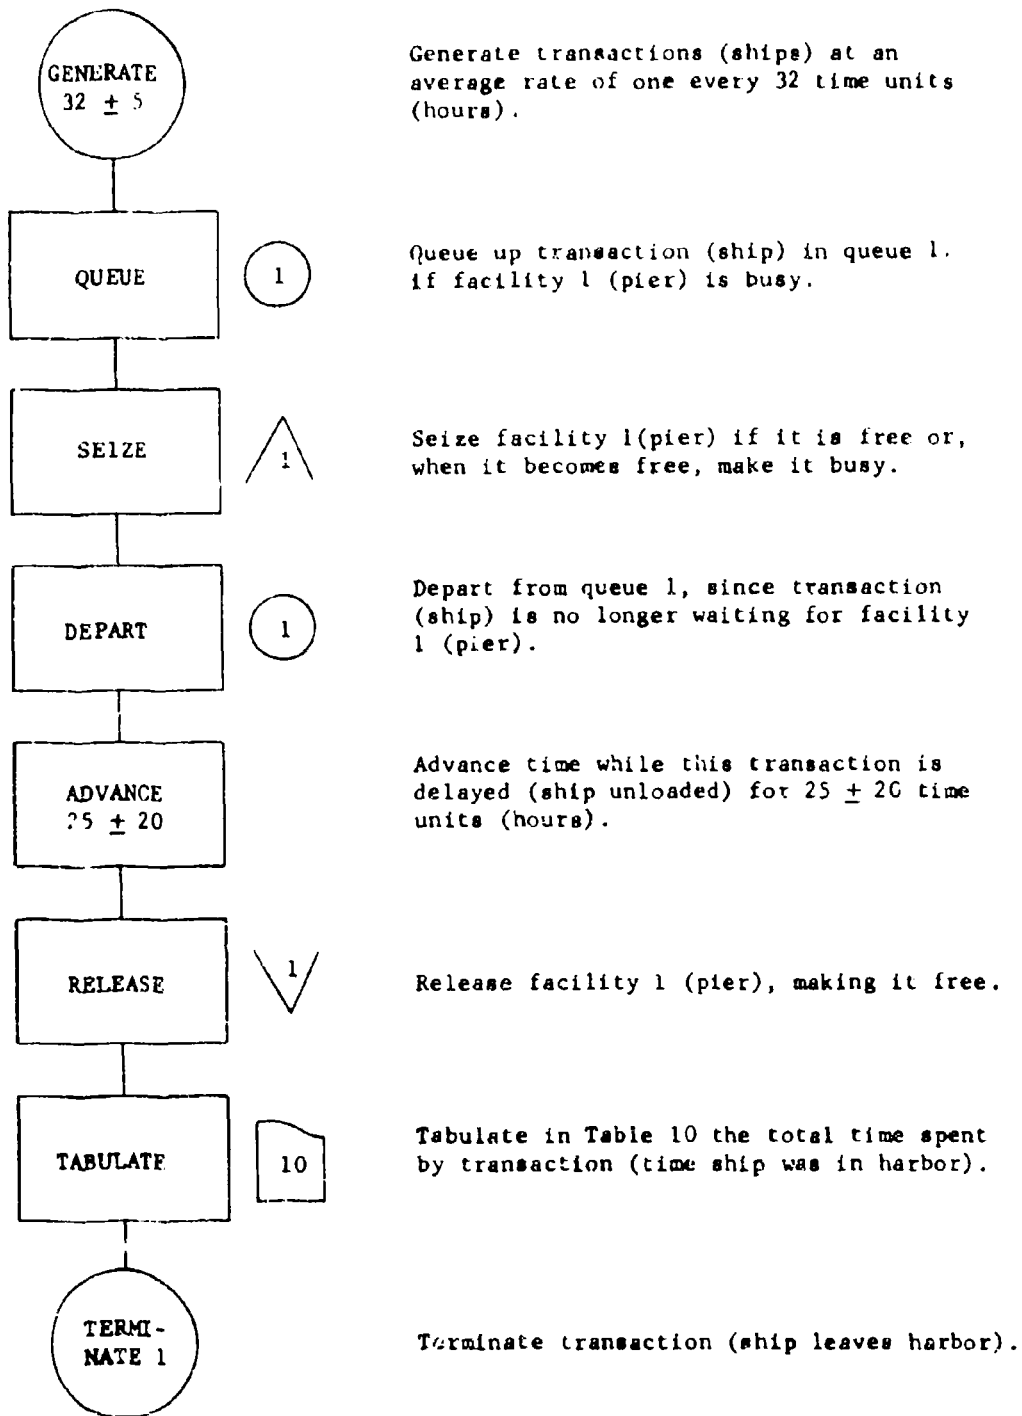 GENERATE
32 ± 5
Generate transactions (ships) at an
average rate of one every 32 time units
(hours).
QUEUE
1
Queue up transaction (ship) in queue 1.
if facility 1 (pier) is busy.
SEIZE
1
Seize facility 1(pier) if it is free or,
when it becomes free, make it busy.
DEPART
1
Depart from queue 1, since transaction
(ship) is no longer waiting for facility
1 (pier).
ADVANCE
25 ± 20
Advance time while this transaction is
delayed (ship unloaded) for 25 ± 20 time
units (hours).
RELEASE
1
Release facility 1 (pier), making it free.
TABULATE
10
Tabulate in Table 10 the total time spent
by transaction (time ship was in harbor).
TERMI-
NATE 1
Terminate transaction (ship leaves harbor).